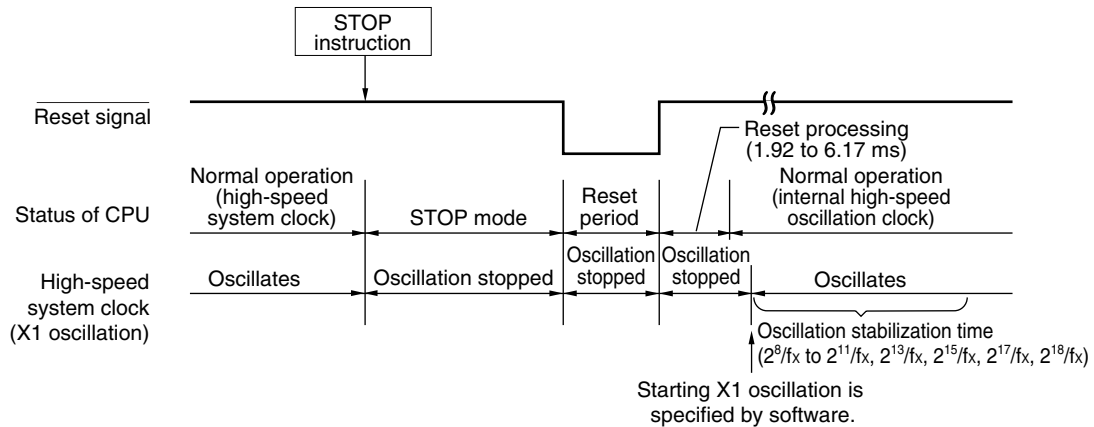 STOP
instruction
Reset signal
Reset processing
(1.92 to 6.17 ms)
Status of CPU
Normal operation
(high-speed
system clock)
STOP mode
Reset
period
Normal operation
(internal high-speed
oscillation clock)
High-speed
system clock
(X1 oscillation)
Oscillates
Oscillation stopped
Oscillation
stopped
Oscillation
stopped
Oscillates
Oscillation stabilization time
(2⁸/fx to 2¹¹/fx, 2¹³/fx, 2¹⁵/fx, 2¹⁷/fx, 2¹⁸/fx)
Starting X1 oscillation is
specified by software.